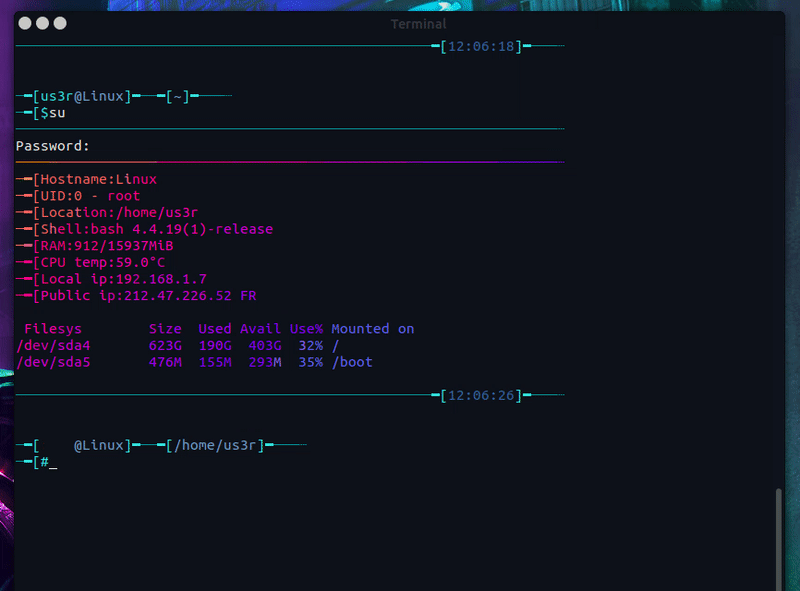 Terminal
[12:06:18]
[us3r@Linux] [~]
[$su
Password:
[Hostname:Linux
[UID:0 - root
[Location:/home/us3r
[Shell:bash 4.4.19(1)-release
[RAM:912/15937MiB
[CPU temp:59.0°C
[Local ip:192.168.1.7
[Public ip:212.47.226.52 FR
Filesys Size Used Avail Use% Mounted on
/dev/sda4 623G 190G 403G 32% /
/dev/sda5 476M 155M 293M 35% /boot
[12:06:26]
[ @Linux] [/home/us3r]
[#_